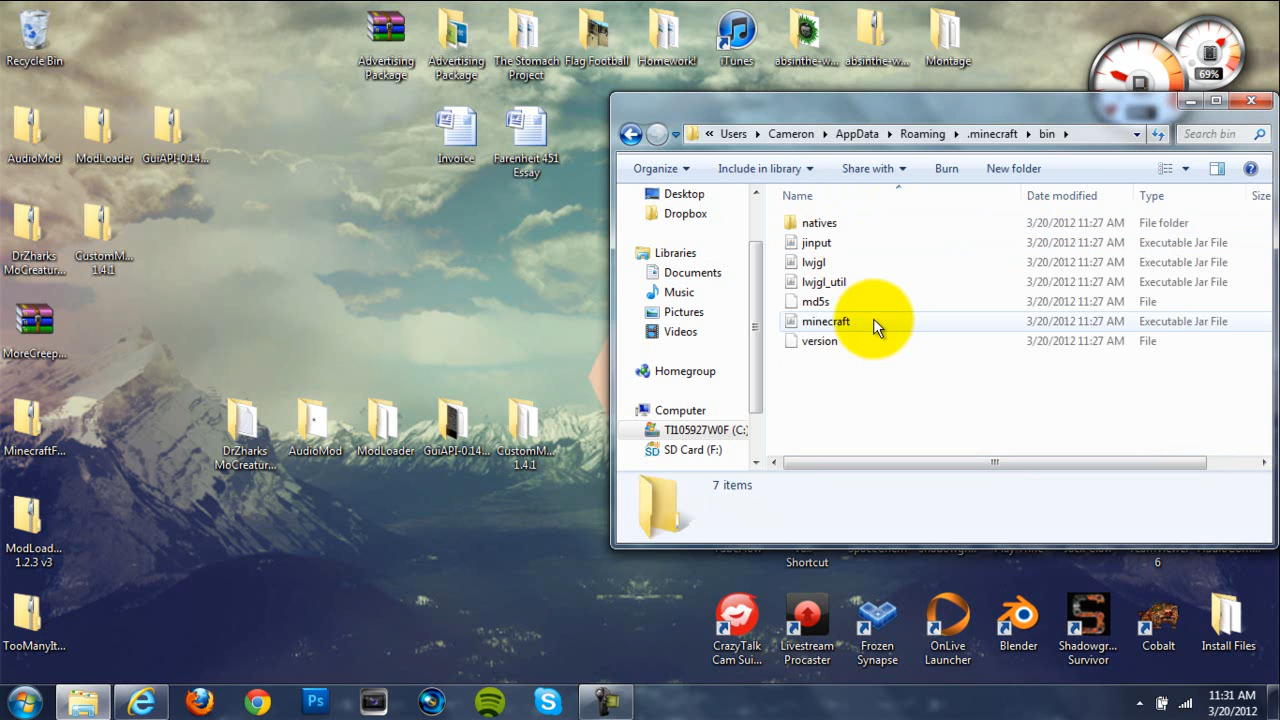 Recycle Bin
Advertising
Package
Advertising
Package
The Stomach
Project
Flag Football
Homework!
iTunes
absinthe-w...
absinthe-w...
Montage
69%
AudioMod
ModLoader
GuiAPI-0.14...
Invoice
Farenheit 451
Essay
DrZharks
MoCreatur...
CustomM...
1.4.1
MoreCreep...
MinecraftF...
DrZharks
MoCreatur...
AudioMod
ModLoader
GuiAPI-0.14...
CustomM...
1.4.1
ModLoad...
1.2.3 v3
TooManyIt...
« Users Cameron AppData Roaming .minecraft bin
Search bin
Organize
Include in library
Share with
Burn
New folder
Desktop
Dropbox
Libraries
Documents
Music
Pictures
Videos
Homegroup
Computer
TI105927W0F (C:)
SD SD Card (F:)
Name Date modified Type Size
natives 3/20/2012 11:27 AM File folder
jinput 3/20/2012 11:27 AM Executable Jar File
lwjgl 3/20/2012 11:27 AM Executable Jar File
lwjgl_util 3/20/2012 11:27 AM Executable Jar File
md5s 3/20/2012 11:27 AM File
minecraft 3/20/2012 11:27 AM Executable Jar File
version 3/20/2012 11:27 AM File
7 items
Shortcut
6
CrazyTalk
Cam Sui...
Livestream
Procaster
Frozen
Synapse
OnLive
Launcher
Blender
Shadowgr...
Survivor
Cobalt
Install Files
Ps
11:31 AM
3/20/2012